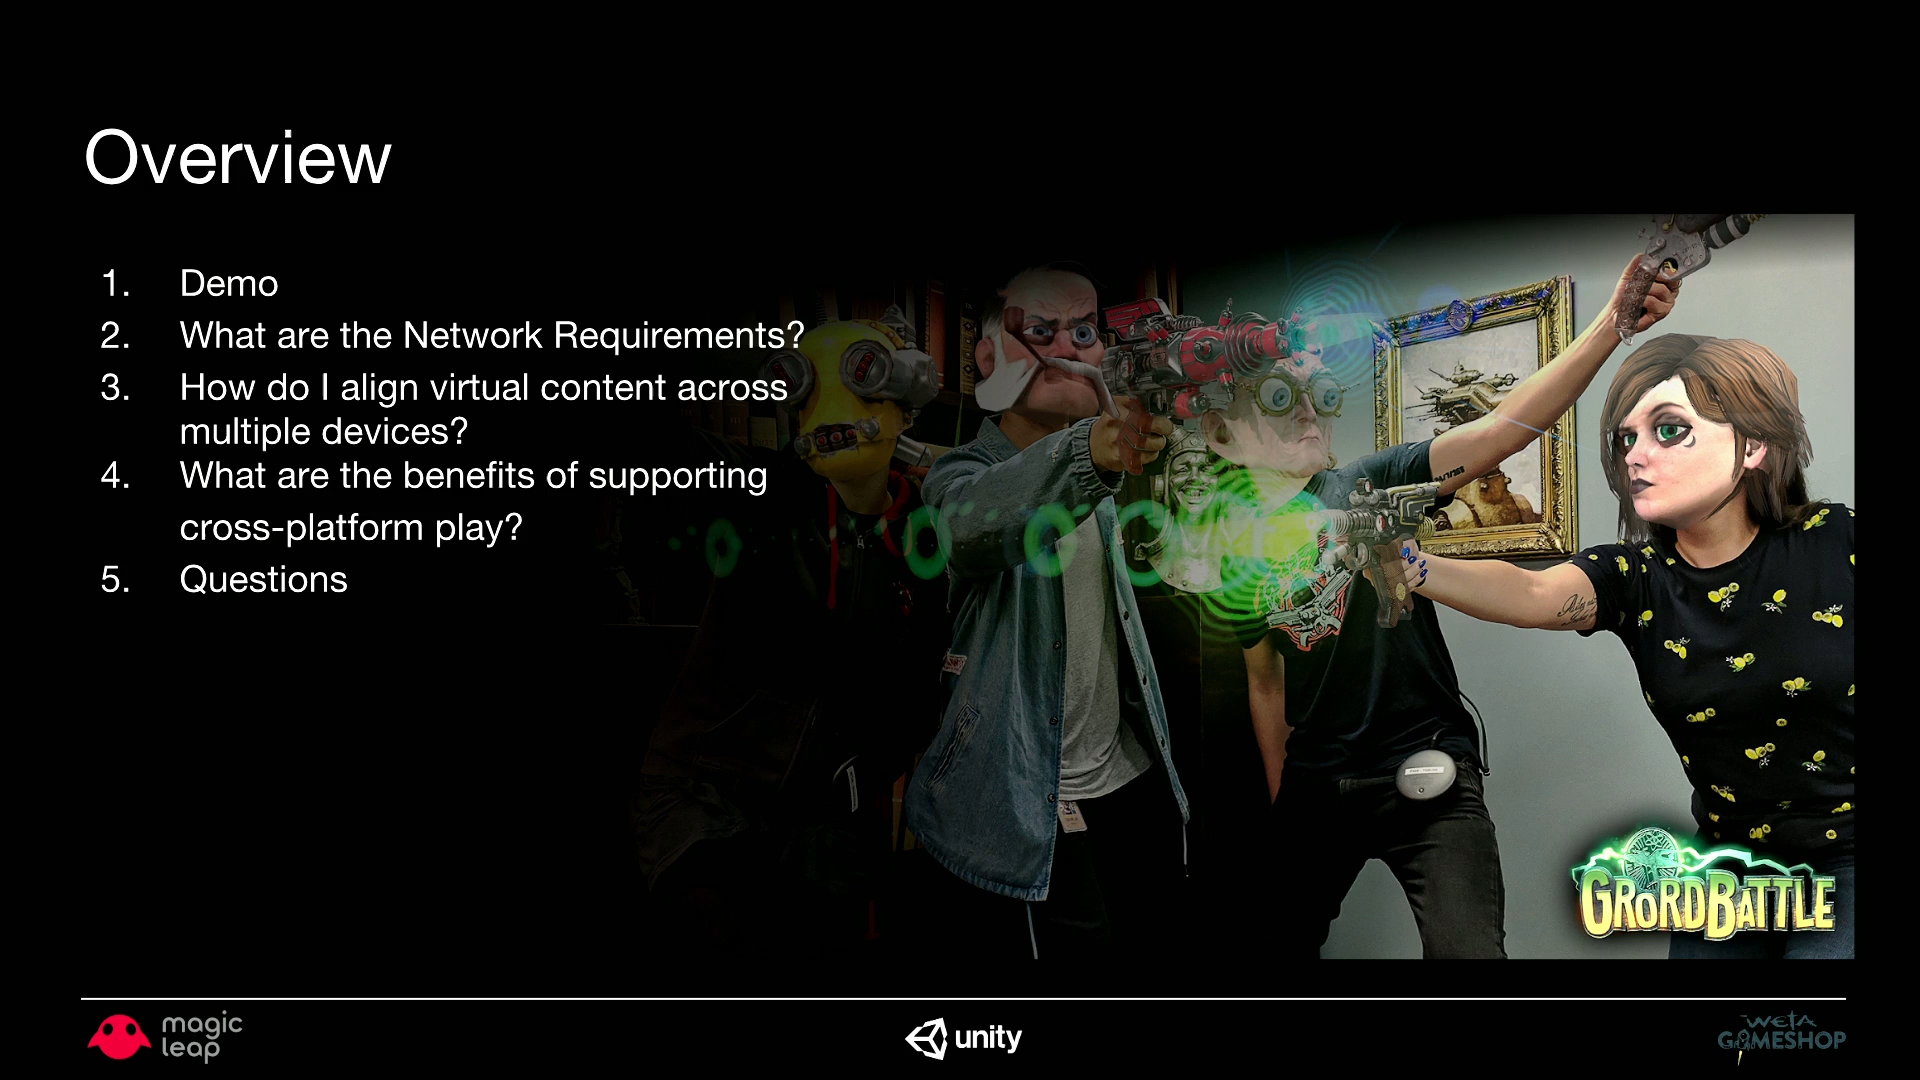 Overview
1. Demo
2. What are the Network Requirements?
3. How do I align virtual content across
multiple devices?
4. What are the benefits of supporting
cross-platform play?
5. Questions
GRORDBATTLE
magic
leap
unity
WETA
GAMESHOP